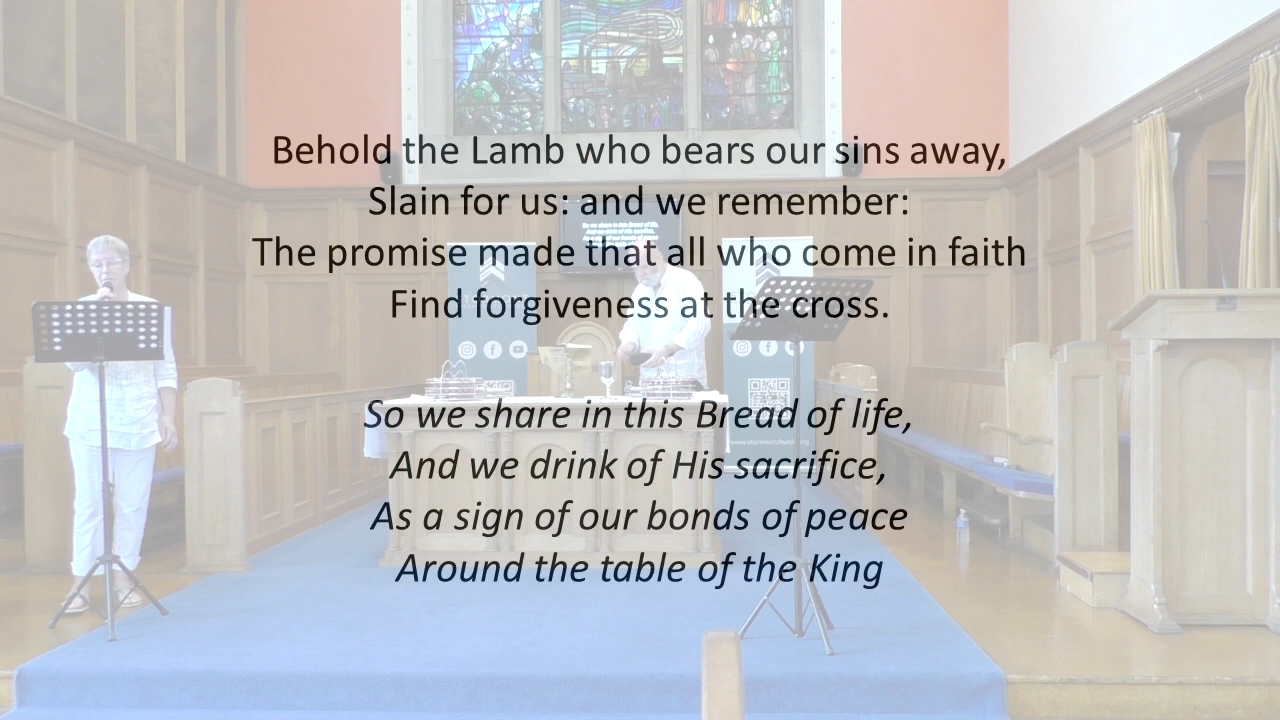 Behold the Lamb who bears our sins away,
Slain for us: and we remember:
The promise made that all who come in faith
Find forgiveness at the cross.
So we share in this Bread of life,
And we drink of His sacrifice,
As a sign of our bonds of peace
Around the table of the King